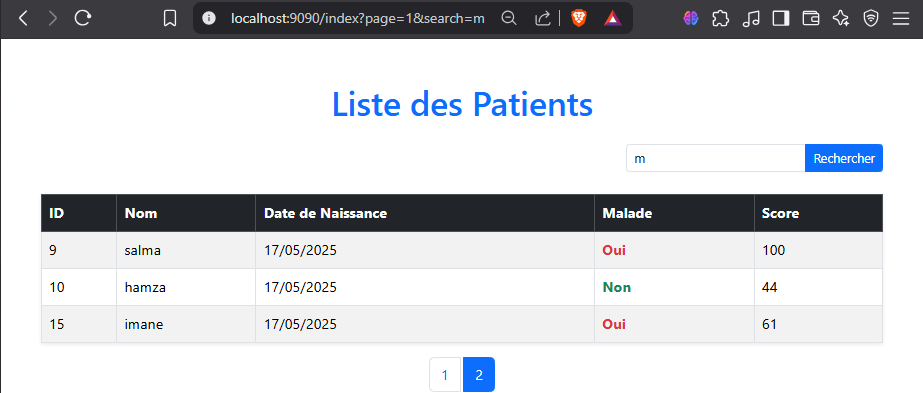 localhost:9090/index?page=1&search=m
Liste des Patients
m Rechercher
ID Nom Date de Naissance Malade Score
9 salma 17/05/2025 Oui 100
10 hamza 17/05/2025 Non 44
15 imane 17/05/2025 Oui 61
1 2